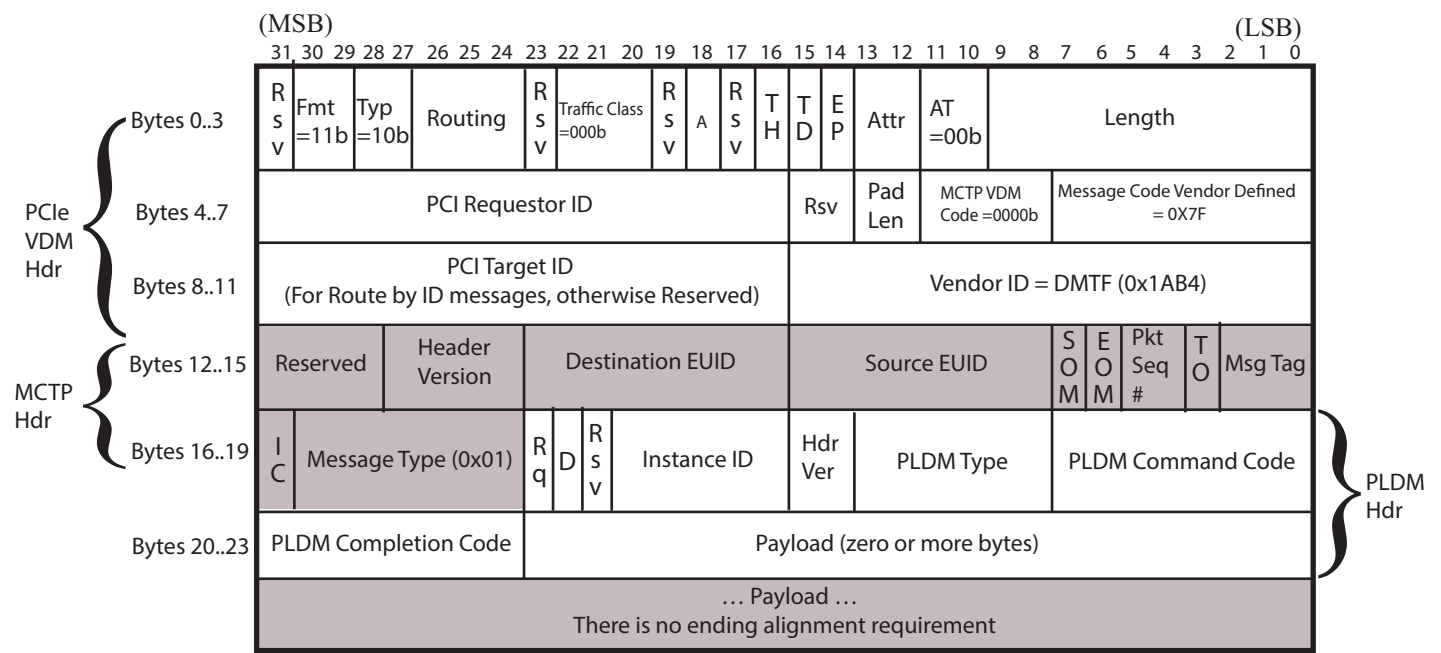 (MSB) (LSB)
31 30 29 28 27 26 25 24 23 22 21 20 19 18 17 16 15 14 13 12 11 10 9 8 7 6 5 4 3 2 1 0
Bytes 0..3
R
s
v
Fmt
=11b
Typ
=10b
Routing
R
s
v
Traffic Class
=000b
R
s
v
A
R
s
v
T
H
T
D
E
P
Attr
AT
=00b
Length
PCIe
VDM
Hdr
Bytes 4..7
PCI Requestor ID
Rsv
Pad
Len
MCTP VDM
Code =0000b
Message Code Vendor Defined
= 0X7F
Bytes 8..11
PCI Target ID
(For Route by ID messages, otherwise Reserved)
Vendor ID = DMTF (0x1AB4)
MCTP
Hdr
Bytes 12..15
Reserved
Header
Version
Destination EUID
Source EUID
S
O
M
E
O
M
Pkt
Seq
#
T
O
Msg Tag
Bytes 16..19
I
C
Message Type (0x01)
R
q
D
R
s
v
Instance ID
Hdr
Ver
PLDM Type
PLDM Command Code
PLDM
Hdr
Bytes 20..23
PLDM Completion Code
Payload (zero or more bytes)
... Payload ...
There is no ending alignment requirement